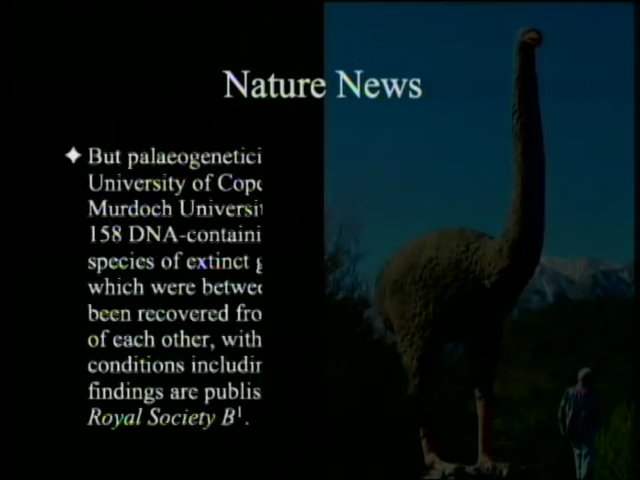 Nature News
But palaeogenetici
University of Cope
Murdoch Universit
158 DNA-containi
species of extinct g
which were betwee
been recovered fro
of each other, with
conditions includin
findings are publis
Royal Society B¹.